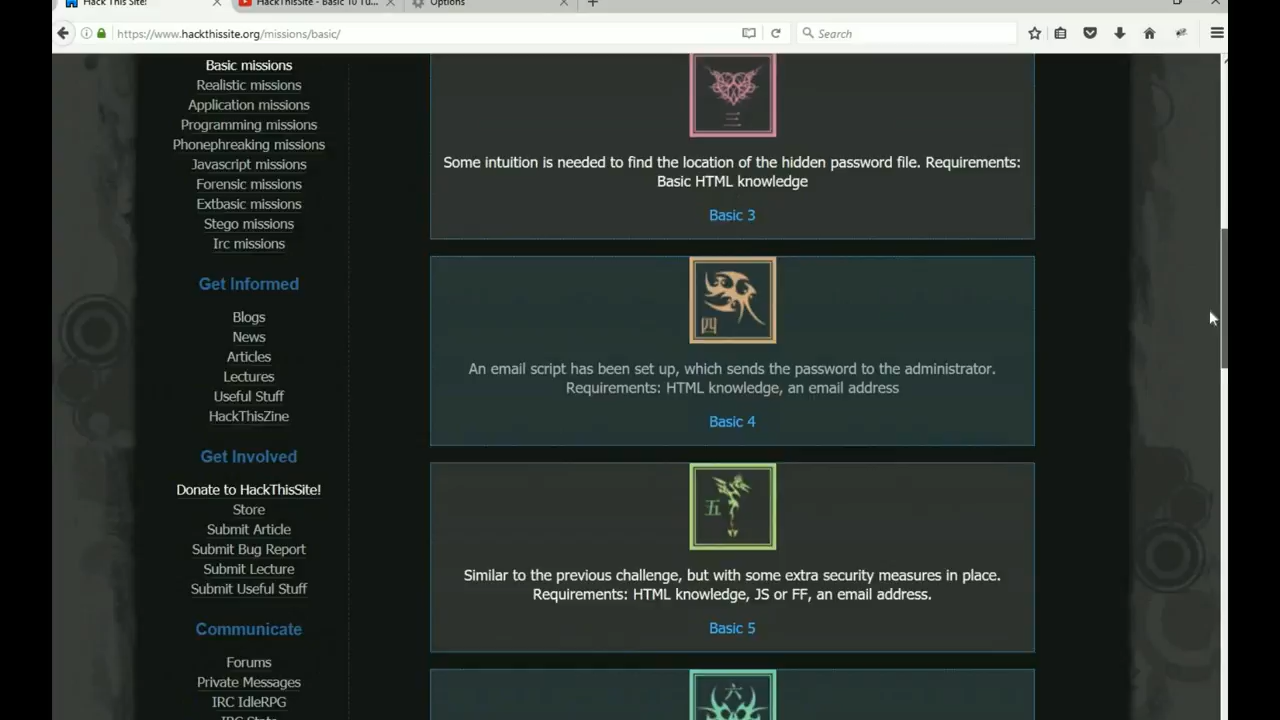 Hack This Site!
HackThisSite - Basic 10 Tu...
Options
https://www.hackthissite.org/missions/basic/
Search
Basic missions
Realistic missions
Application missions
Programming missions
Phonephreaking missions
Javascript missions
Forensic missions
Extbasic missions
Stego missions
Irc missions
Get Informed
Blogs
News
Articles
Lectures
Useful Stuff
HackThisZine
Get Involved
Donate to HackThisSite!
Store
Submit Article
Submit Bug Report
Submit Lecture
Submit Useful Stuff
Communicate
Forums
Private Messages
IRC IdleRPG
IRC Stats
三
Some intuition is needed to find the location of the hidden password file. Requirements:
Basic HTML knowledge
Basic 3
四
An email script has been set up, which sends the password to the administrator.
Requirements: HTML knowledge, an email address
Basic 4
五
Similar to the previous challenge, but with some extra security measures in place.
Requirements: HTML knowledge, JS or FF, an email address.
Basic 5
六